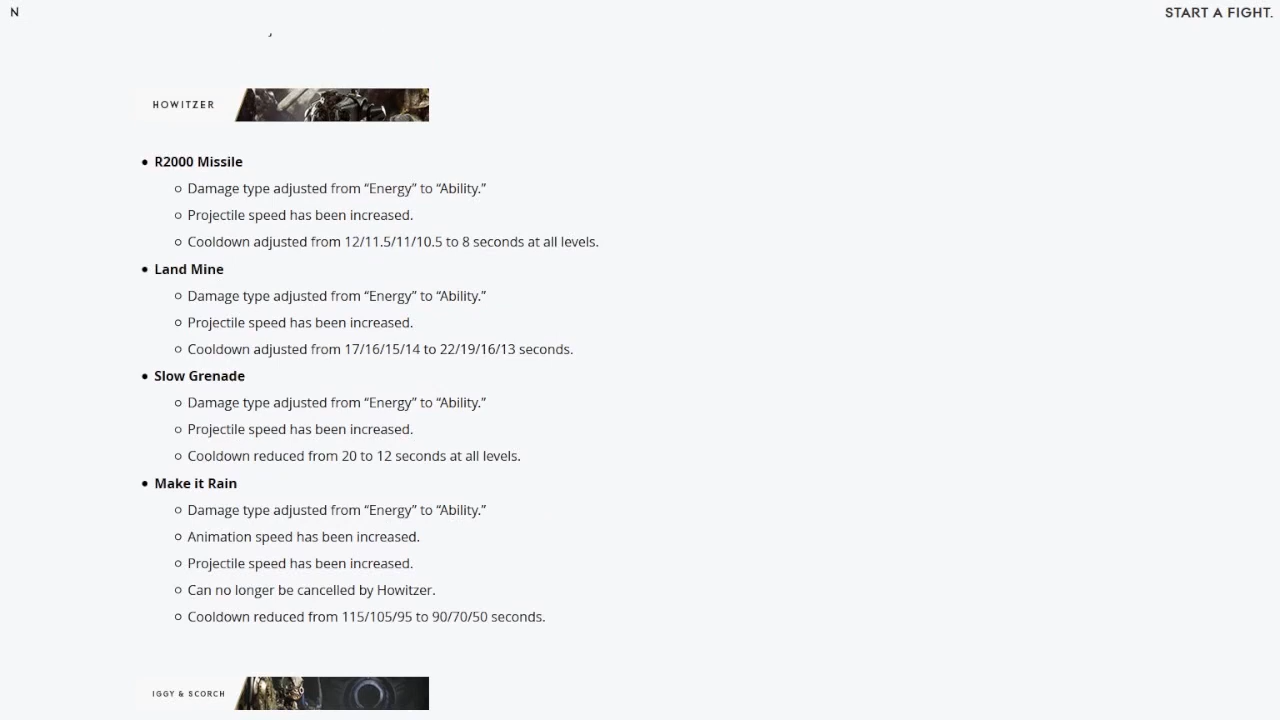 N
START A FIGHT.
HOWITZER
• R2000 Missile
○ Damage type adjusted from “Energy” to “Ability.”
○ Projectile speed has been increased.
○ Cooldown adjusted from 12/11.5/11/10.5 to 8 seconds at all levels.
• Land Mine
○ Damage type adjusted from “Energy” to “Ability.”
○ Projectile speed has been increased.
○ Cooldown adjusted from 17/16/15/14 to 22/19/16/13 seconds.
• Slow Grenade
○ Damage type adjusted from “Energy” to “Ability.”
○ Projectile speed has been increased.
○ Cooldown reduced from 20 to 12 seconds at all levels.
• Make it Rain
○ Damage type adjusted from “Energy” to “Ability.”
○ Animation speed has been increased.
○ Projectile speed has been increased.
○ Can no longer be cancelled by Howitzer.
○ Cooldown reduced from 115/105/95 to 90/70/50 seconds.
IGGY & SCORCH